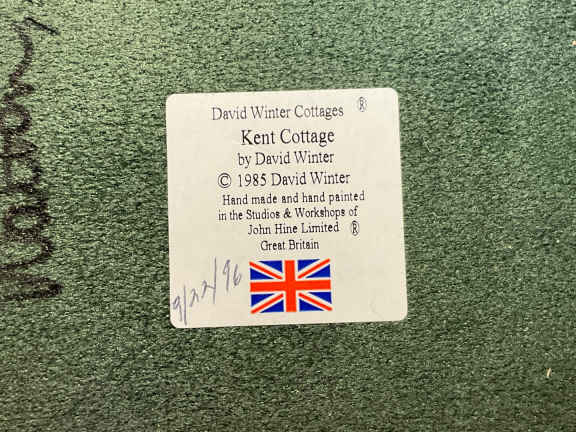 David Winter Cottages ®
Kent Cottage
by David Winter
© 1985 David Winter
Hand made and hand painted
in the Studios & Workshops of
John Hine Limited ®
Great Britain
9/22/96